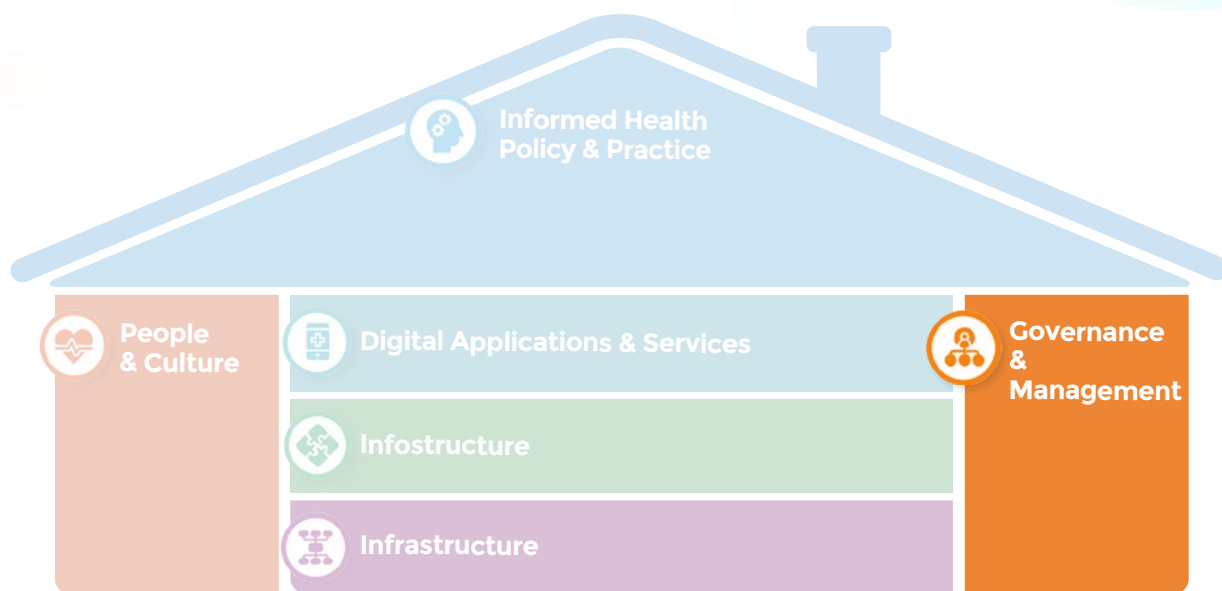 Informed Health
Policy & Practice
People
& Culture
Digital Applications & Services
Infostructure
Infrastructure
Governance
&
Management